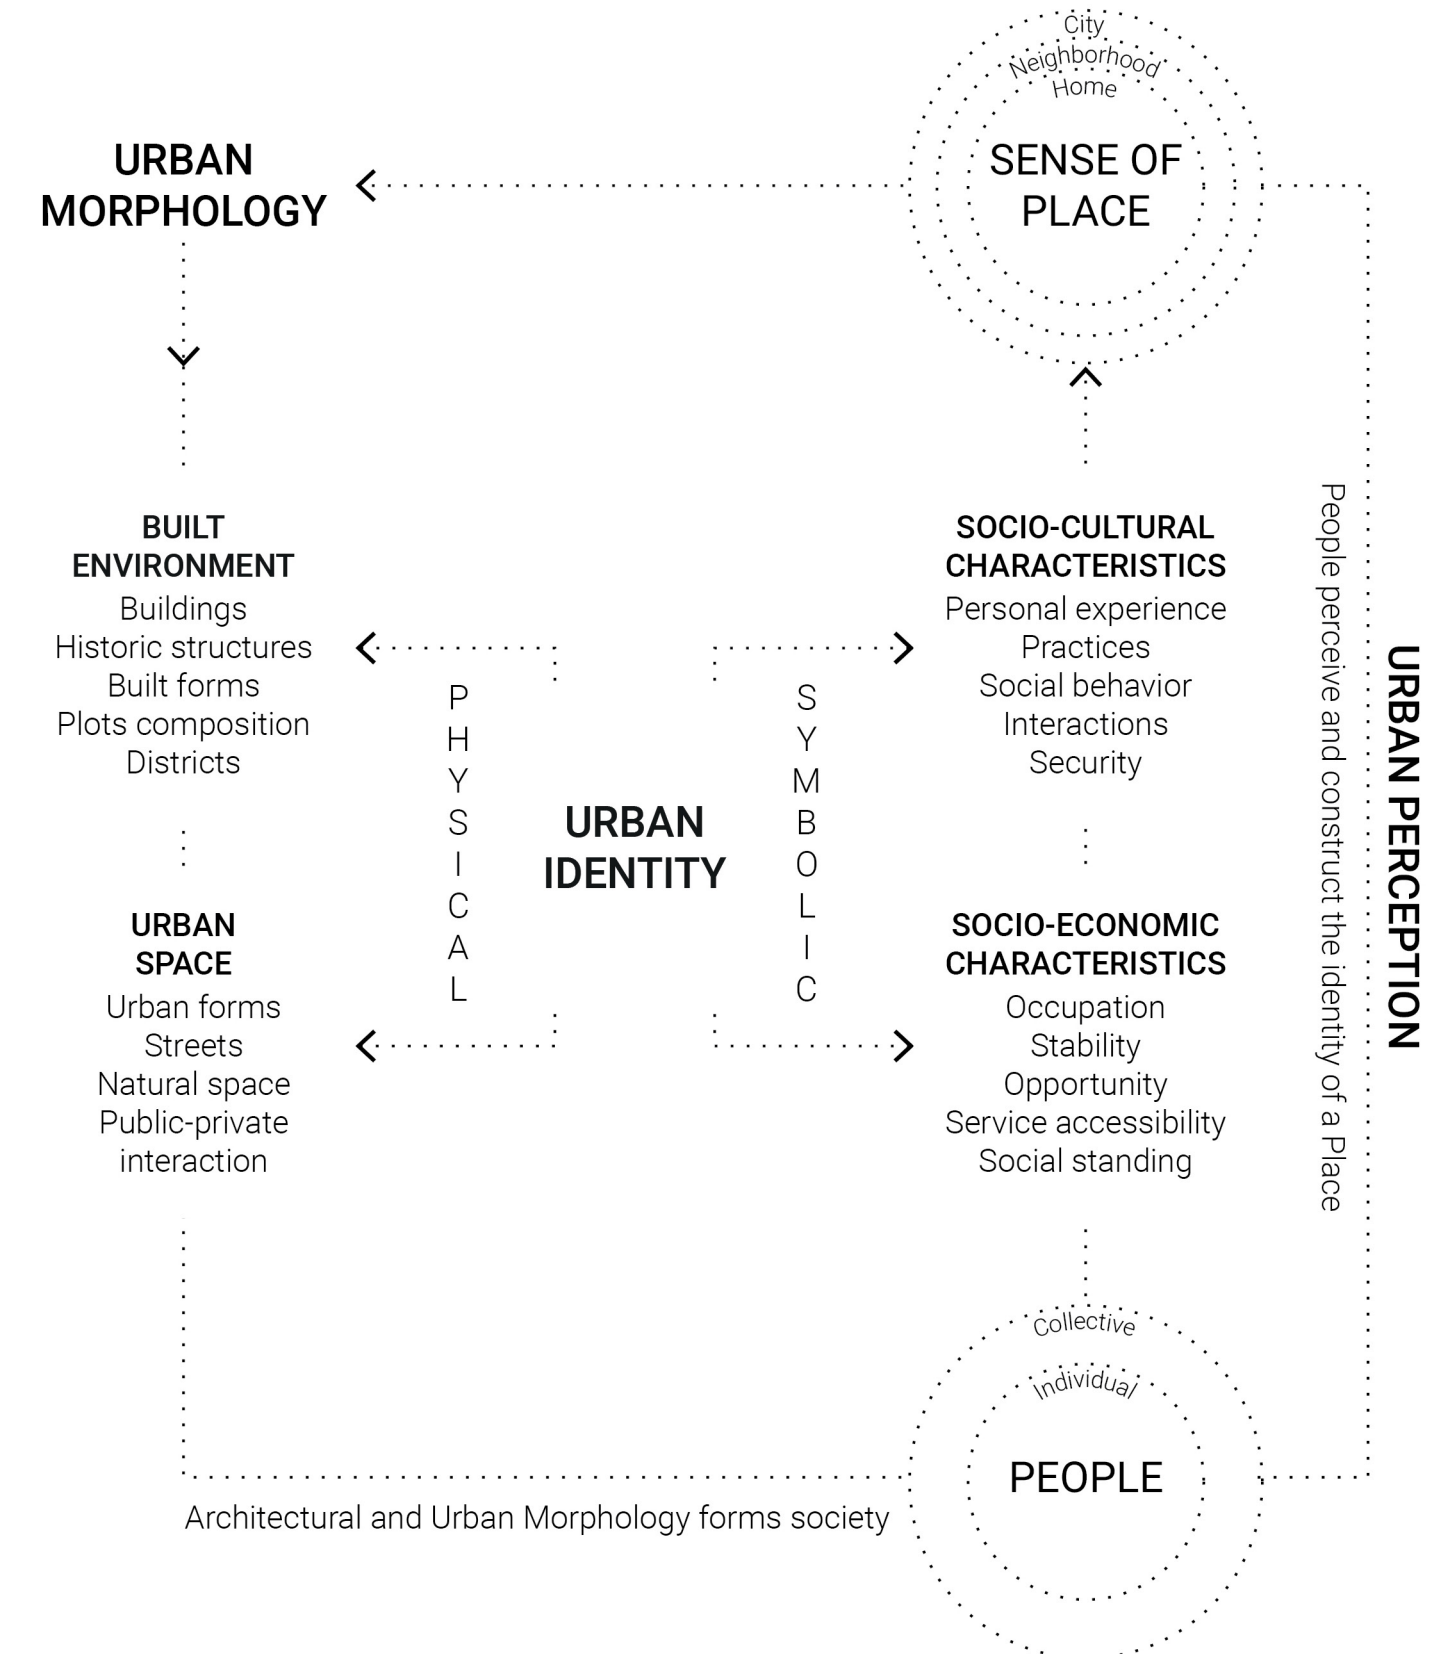 City
Neighborhood
Home
SENSE OF
PLACE
URBAN
MORPHOLOGY
BUILT
ENVIRONMENT
Buildings
Historic structures
Built forms
Plots composition
Districts
URBAN
SPACE
Urban forms
Streets
Natural space
Public-private
interaction
PHYSICAL
URBAN
IDENTITY
SYMBOLIC
SOCIO-CULTURAL
CHARACTERISTICS
Personal experience
Practices
Social behavior
Interactions
Security
SOCIO-ECONOMIC
CHARACTERISTICS
Occupation
Stability
Opportunity
Service accessibility
Social standing
People perceive and construct the identity of a Place
URBAN PERCEPTION
Collective
Individual
PEOPLE
Architectural and Urban Morphology forms society